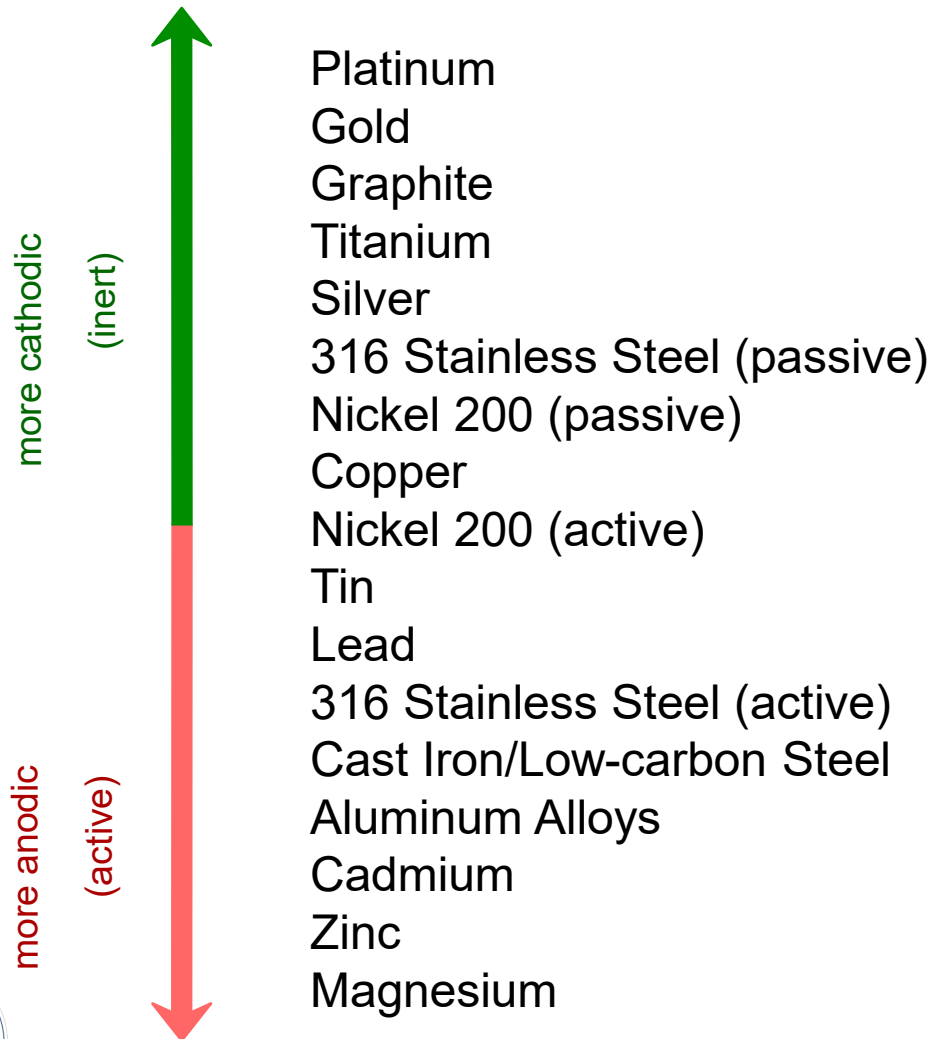 Platinum
Gold
Graphite
Titanium
Silver
316 Stainless Steel (passive)
Nickel 200 (passive)
Copper
Nickel 200 (active)
Tin
Lead
316 Stainless Steel (active)
Cast Iron/Low-carbon Steel
Aluminum Alloys
Cadmium
Zinc
Magnesium
more cathodic
(inert)
more anodic
(active)